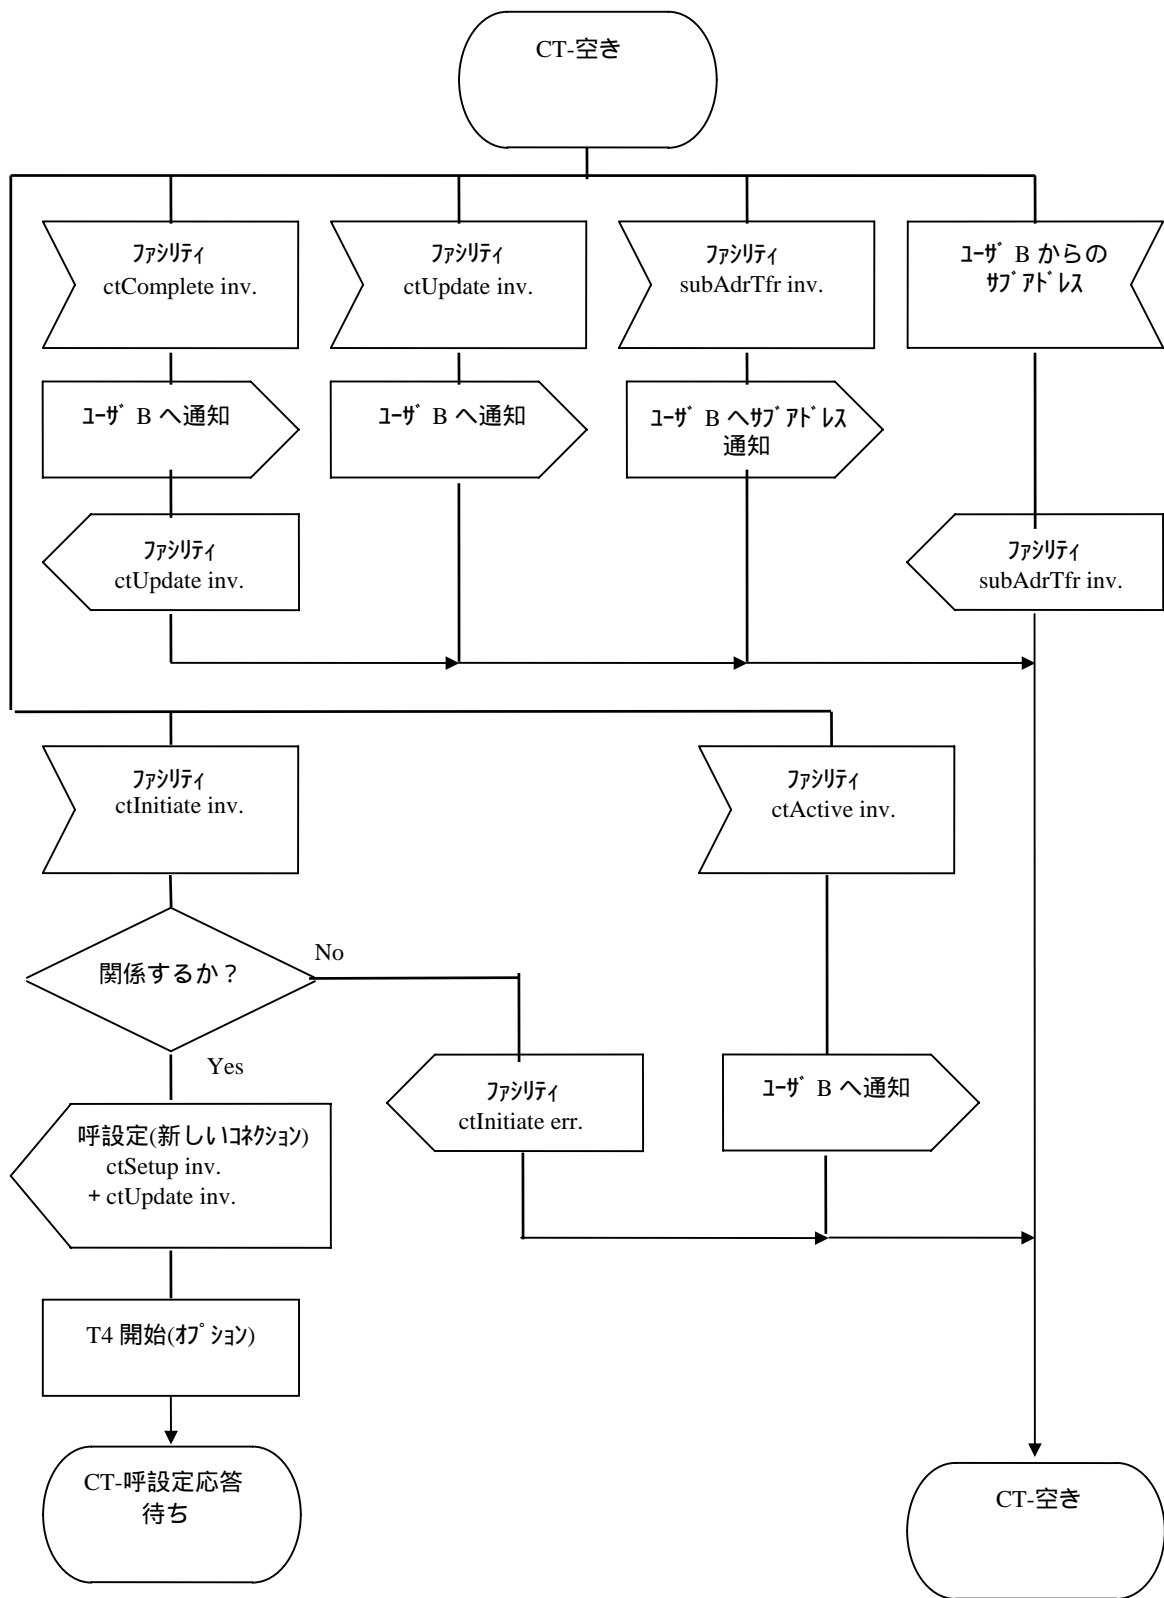 CT-空き
ファシリティ
ctComplete inv.
ファシリティ
ctUpdate inv.
ファシリティ
subAdrTfr inv.
ﾕｰｻﾞ B からの
ｻﾌﾞｱﾄﾞﾚｽ
ﾕｰｻﾞ B へ通知
ﾕｰｻﾞ B へ通知
ﾕｰｻﾞ B へｻﾌﾞｱﾄﾞﾚｽ
通知
ファシリティ
ctUpdate inv.
ファシリティ
subAdrTfr inv.
ファシリティ
ctInitiate inv.
ファシリティ
ctActive inv.
関係するか？
No
Yes
ファシリティ
ctInitiate err.
ﾕｰｻﾞ B へ通知
呼設定(新しいｺﾈｸｼｮﾝ)
ctSetup inv.
+ ctUpdate inv.
T4 開始(ｵﾌﾟｼｮﾝ)
CT-呼設定応答
待ち
CT-空き